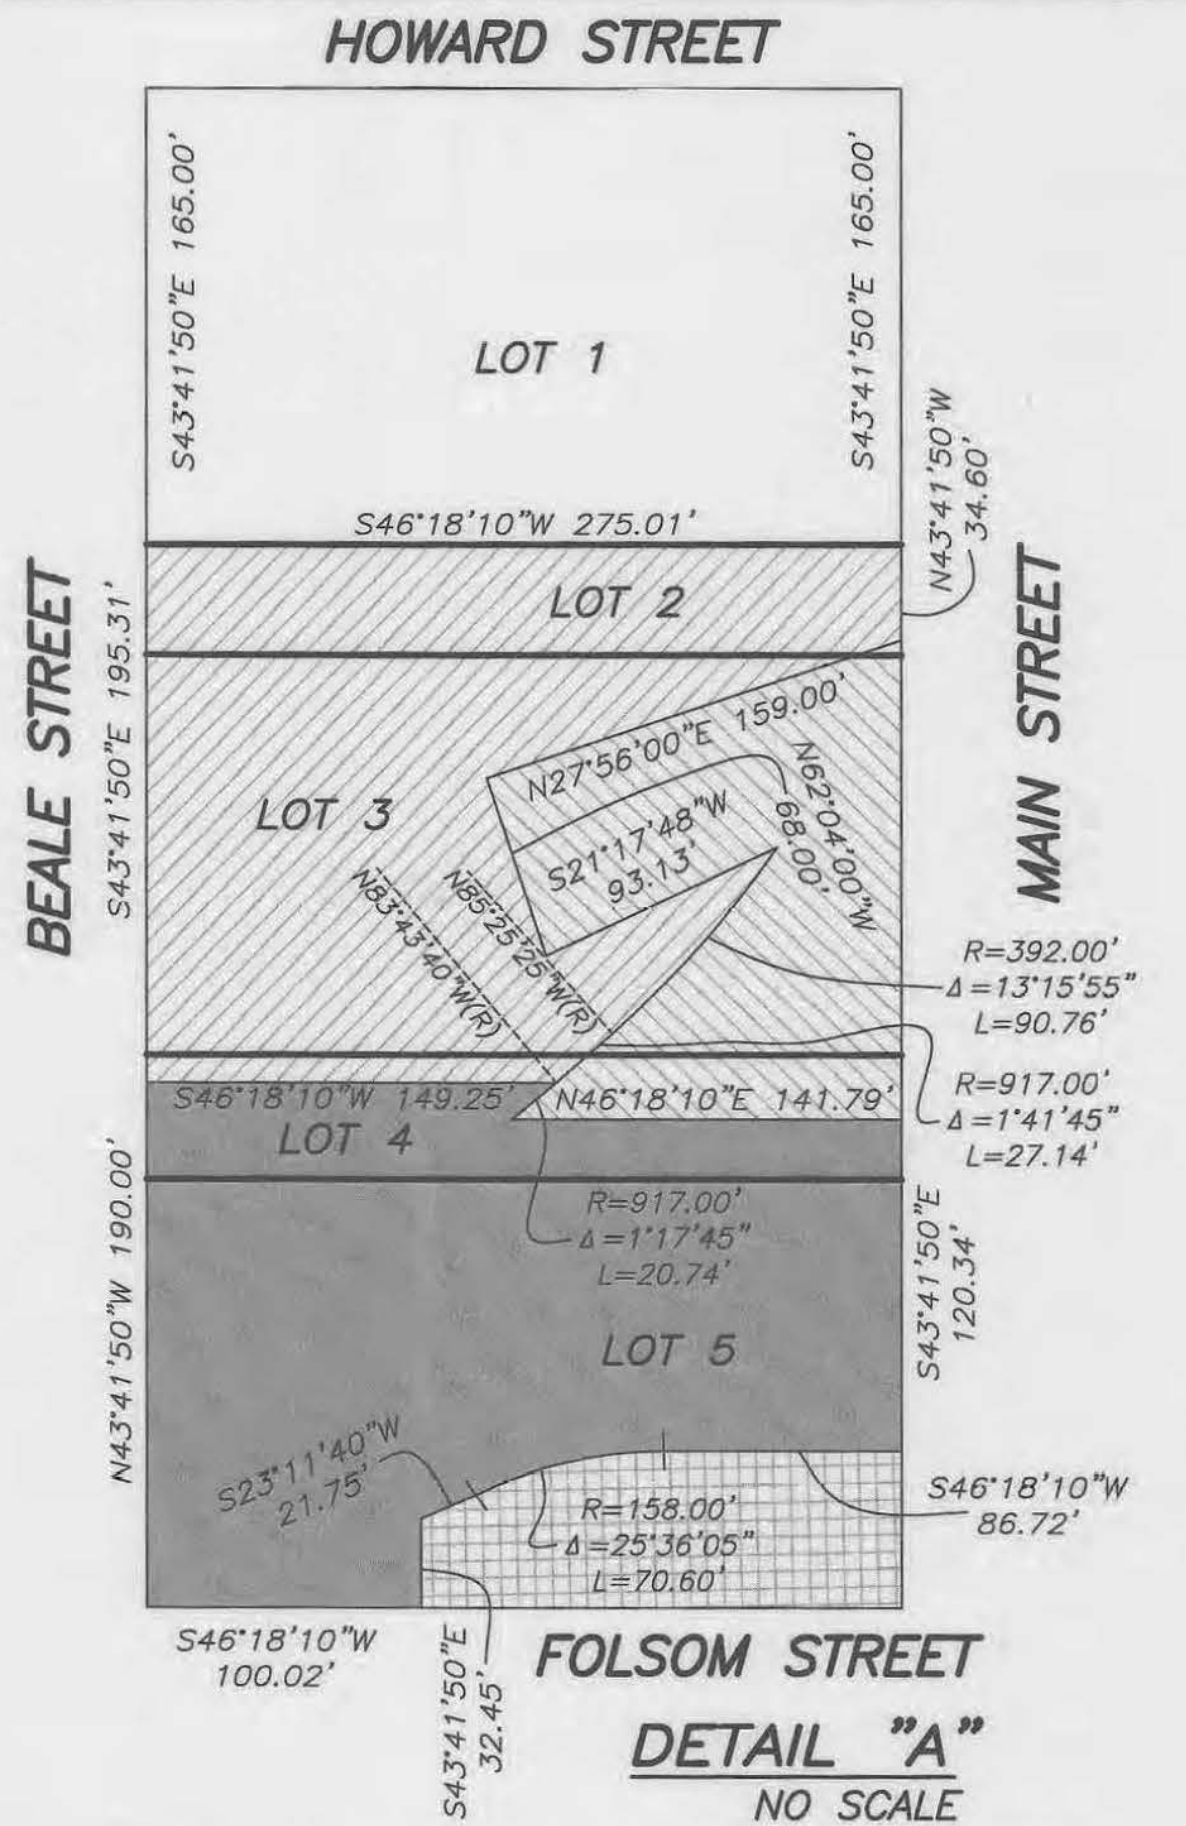 HOWARD STREET
S43°41'50"E 165.00'
S43°41'50"E 165.00'
LOT 1
S46°18'10"W 275.01'
N43°41'50"W
34.60'
LOT 2
BEALE STREET
S43°41'50"E 195.31'
MAIN STREET
N27°56'00"E 159.00'
LOT 3
N62°04'00"W
68.00'
S21°17'48"W
93.13'
N83°43'40"W(R)
N85°25'25"W(R)
R=392.00'
Δ=13°15'55"
L=90.76'
R=917.00'
Δ=1°41'45"
L=27.14'
S46°18'10"W 149.25'
N46°18'10"E 141.79'
LOT 4
N43°41'50"W 190.00'
R=917.00'
Δ=1°17'45"
L=20.74'
S43°41'50"E
120.34'
LOT 5
S23°11'40"W
21.75'
S46°18'10"W
86.72'
R=158.00'
Δ=25°36'05"
L=70.60'
S46°18'10"W
100.02'
S43°41'50"E
32.45'
FOLSOM STREET
DETAIL "A"
NO SCALE